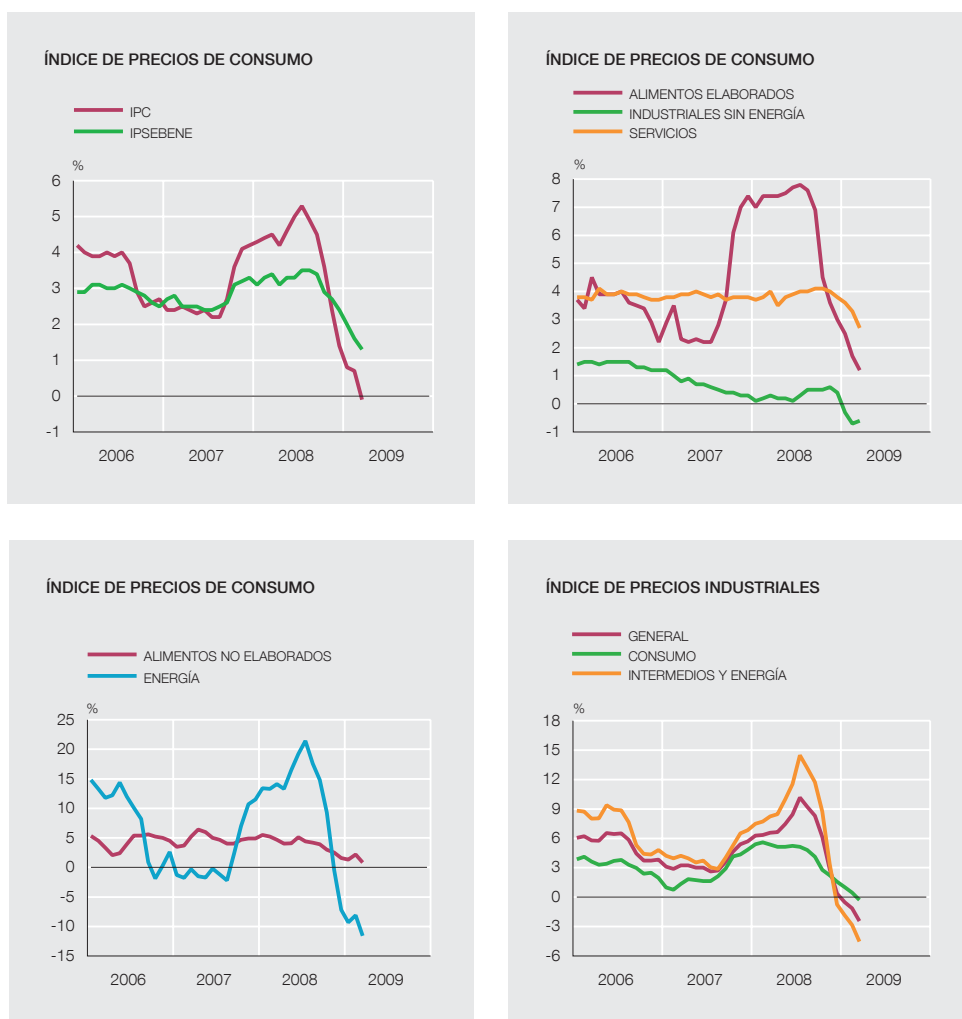 ÍNDICE DE PRECIOS DE CONSUMO
IPC
IPSEBENE
%
6
5
4
3
2
1
0
-1
2006 2007 2008 2009
ÍNDICE DE PRECIOS DE CONSUMO
ALIMENTOS ELABORADOS
INDUSTRIALES SIN ENERGÍA
SERVICIOS
%
8
7
6
5
4
3
2
1
0
-1
2006 2007 2008 2009
ÍNDICE DE PRECIOS DE CONSUMO
ALIMENTOS NO ELABORADOS
ENERGÍA
%
25
20
15
10
5
0
-5
-10
-15
2006 2007 2008 2009
ÍNDICE DE PRECIOS INDUSTRIALES
GENERAL
CONSUMO
INTERMEDIOS Y ENERGÍA
%
18
15
12
9
6
3
0
-3
-6
2006 2007 2008 2009